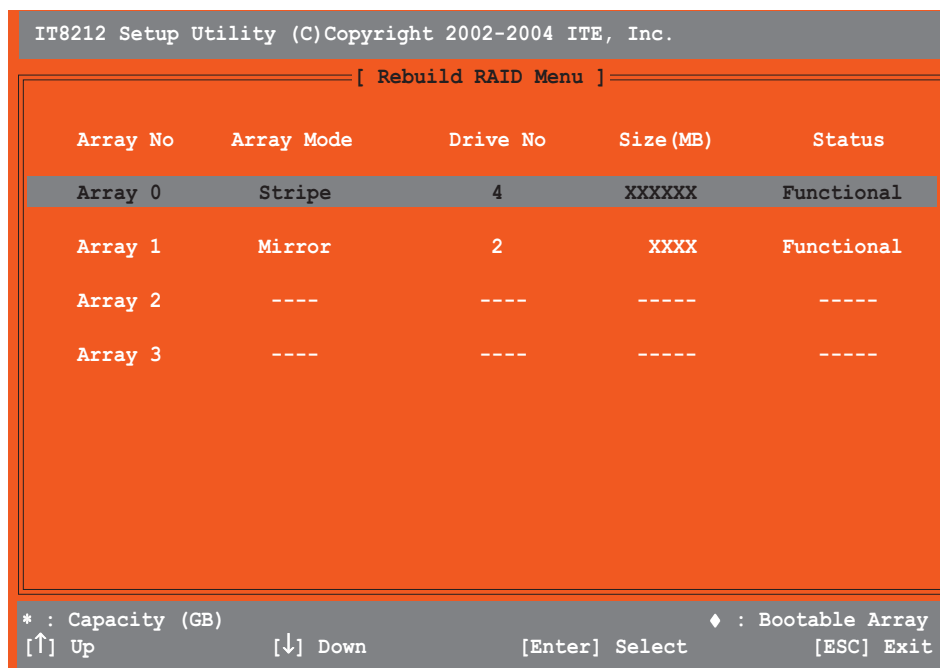 IT8212 Setup Utility (C)Copyright 2002-2004 ITE, Inc.
[ Rebuild RAID Menu ]
Array No Array Mode Drive No Size(MB) Status
Array 0 Stripe 4 XXXXXX Functional
Array 1 Mirror 2 XXXX Functional
Array 2 ---- ---- ----- -----
Array 3 ---- ---- ----- -----
* : Capacity (GB) ♦ : Bootable Array
[↑] Up [↓] Down [Enter] Select [ESC] Exit